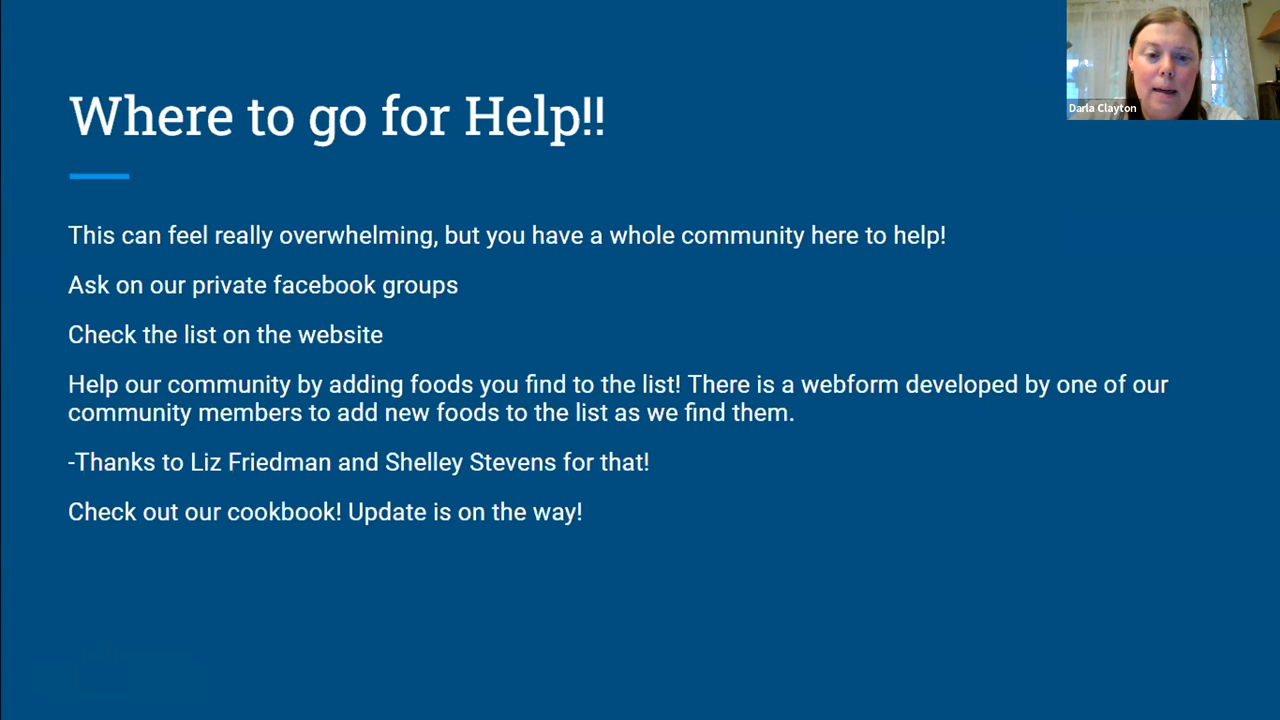 Where to go for Help!!
Darla Clayton
This can feel really overwhelming, but you have a whole community here to help!
Ask on our private facebook groups
Check the list on the website
Help our community by adding foods you find to the list! There is a webform developed by one of our
community members to add new foods to the list as we find them.
-Thanks to Liz Friedman and Shelley Stevens for that!
Check out our cookbook! Update is on the way!